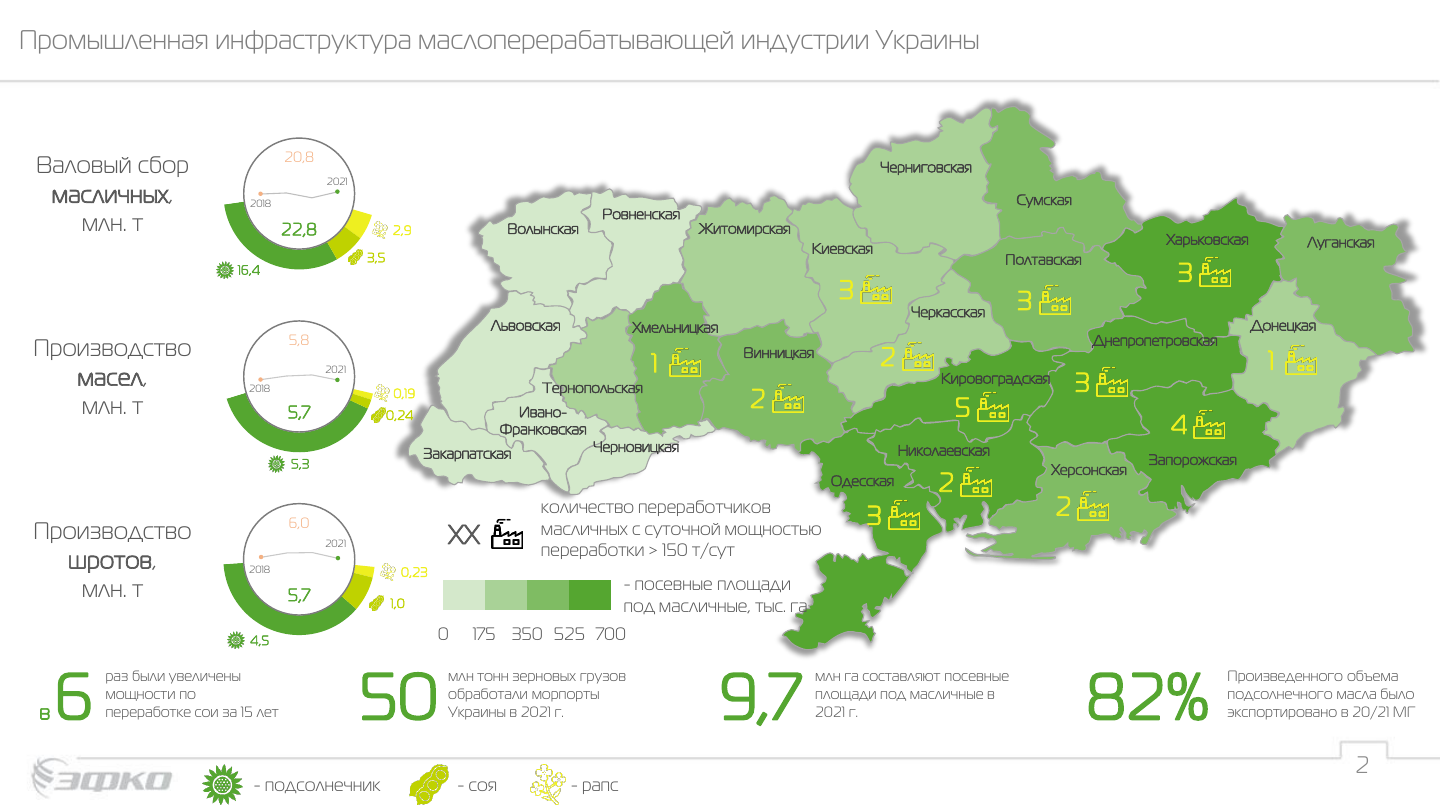 Промышленная инфраструктура маслоперерабатывающей индустрии Украины
Валовый сбор
масличных,
млн. т
20,8
2021
2018
22,8
2,9
3,5
16,4
Производство
масел,
млн. т
5,8
2021
2018
5,7
0,19
0,24
5,3
Производство
шротов,
млн. т
6,0
2021
2018
5,7
0,23
1,0
4,5
Черниговская
Сумская
Волынская
Ровненская
Житомирская
Киевская
3
Полтавская
3
Харьковская
3
Луганская
Львовская
Хмельницкая
1
Винницкая
2
Черкасская
2
Днепропетровская
3
Донецкая
1
Тернопольская
Кировоградская
5
4
Запорожская
Ивано-
Франковская
Закарпатская
Черновицкая
Одесская
3
Николаевская
2
Херсонская
2
XX
количество переработчиков
масличных с суточной мощностью
переработки > 150 т/сут
- посевные площади
под масличные, тыс. га
0 175 350 525 700
в 6
раз были увеличены
мощности по
переработке сои за 15 лет
50
млн тонн зерновых грузов
обработали морпорты
Украины в 2021 г.
9,7
млн га составляют посевные
площади под масличные в
2021 г.
82%
Произведенного объема
подсолнечного масла было
экспортировано в 20/21 МГ
ЭФКО
- подсолнечник
- соя
- рапс
2